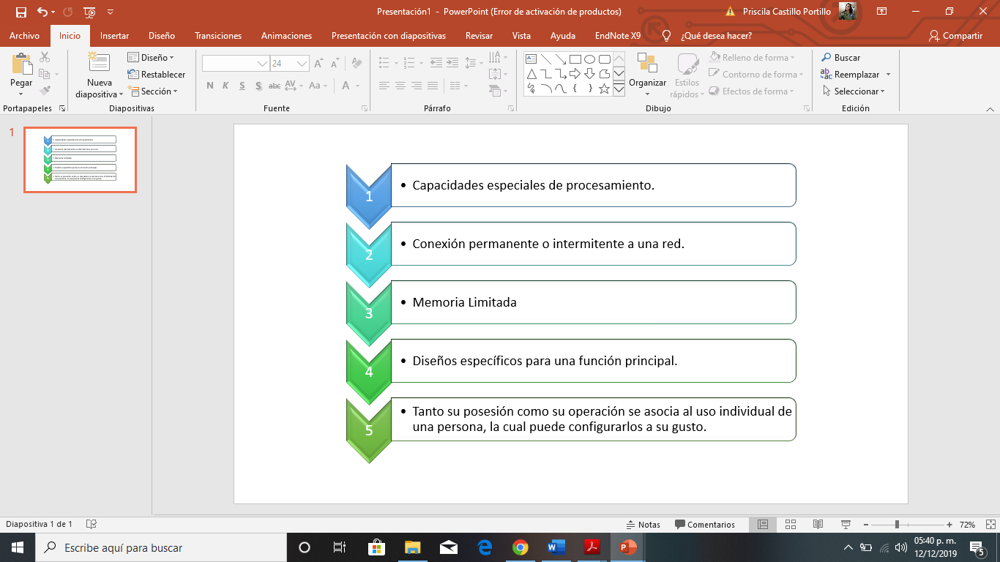 Presentación1 - PowerPoint (Error de activación de productos)
Priscila Castillo Portillo
Archivo Inicio Insertar Diseño Transiciones Animaciones Presentación con diapositivas Revisar Vista Ayuda EndNote X9 ¿Qué desea hacer? Compartir
Pegar
Nueva diapositiva
Diseño
Restablecer
Sección
24
N K S S abc AV Aa A
Organizar
Estilos rápidos
Relleno de forma
Contorno de forma
Efectos de forma
Buscar
Reemplazar
Seleccionar
Portapapeles Diapositivas Fuente Párrafo Dibujo Edición
1
1
• Capacidades especiales de procesamiento.
2
• Conexión permanente o intermitente a una red.
3
• Memoria Limitada
4
• Diseños específicos para una función principal.
5
• Tanto su posesión como su operación se asocia al uso individual de
una persona, la cual puede configurarlos a su gusto.
Diapositiva 1 de 1
Notas Comentarios 72%
Escribe aquí para buscar
05:40 p. m.
12/12/2019
5